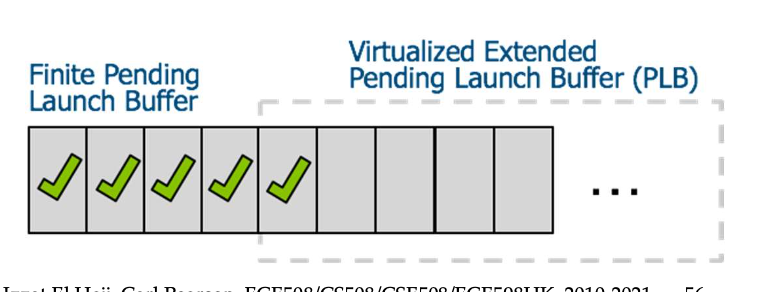 Finite Pending
Launch Buffer
Virtualized Extended
Pending Launch Buffer (PLB)
...
Izzat El Hajj, Carl Pearson, ECE508/CS508/CSE508/ECE598HK, 2010-2021 56